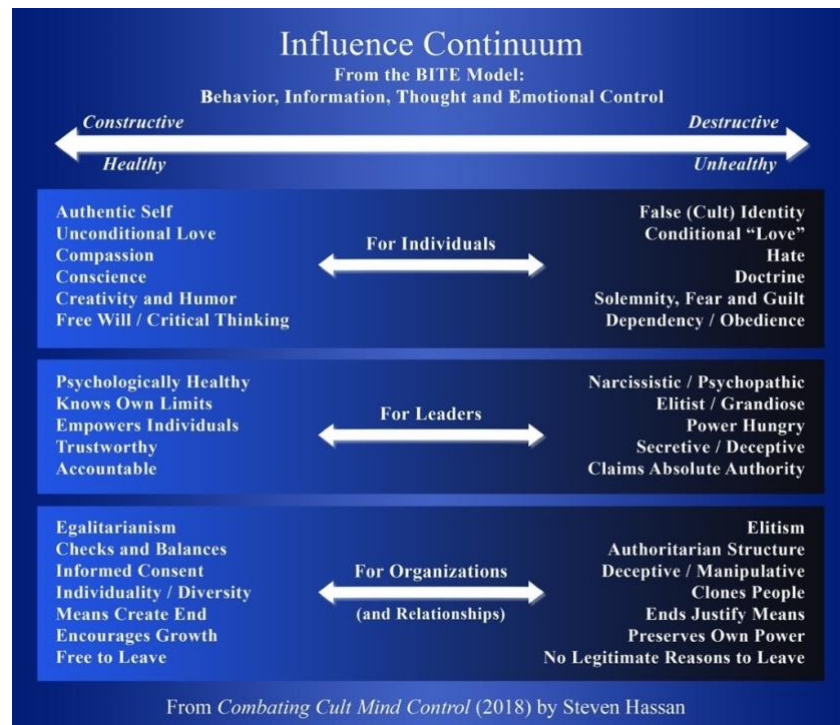 Influence Continuum
From the BITE Model:
Behavior, Information, Thought and Emotional Control
Constructive
Destructive
Healthy
Unhealthy
Authentic Self
Unconditional Love
Compassion
Conscience
Creativity and Humor
Free Will / Critical Thinking
For Individuals
False (Cult) Identity
Conditional “Love”
Hate
Doctrine
Solemnity, Fear and Guilt
Dependency / Obedience
Psychologically Healthy
Knows Own Limits
Empowers Individuals
Trustworthy
Accountable
For Leaders
Narcissistic / Psychopathic
Elitist / Grandiose
Power Hungry
Secretive / Deceptive
Claims Absolute Authority
Egalitarianism
Checks and Balances
Informed Consent
Individuality / Diversity
Means Create End
Encourages Growth
Free to Leave
For Organizations
(and Relationships)
Elitism
Authoritarian Structure
Deceptive / Manipulative
Clones People
Ends Justify Means
Preserves Own Power
No Legitimate Reasons to Leave
From Combating Cult Mind Control (2018) by Steven Hassan